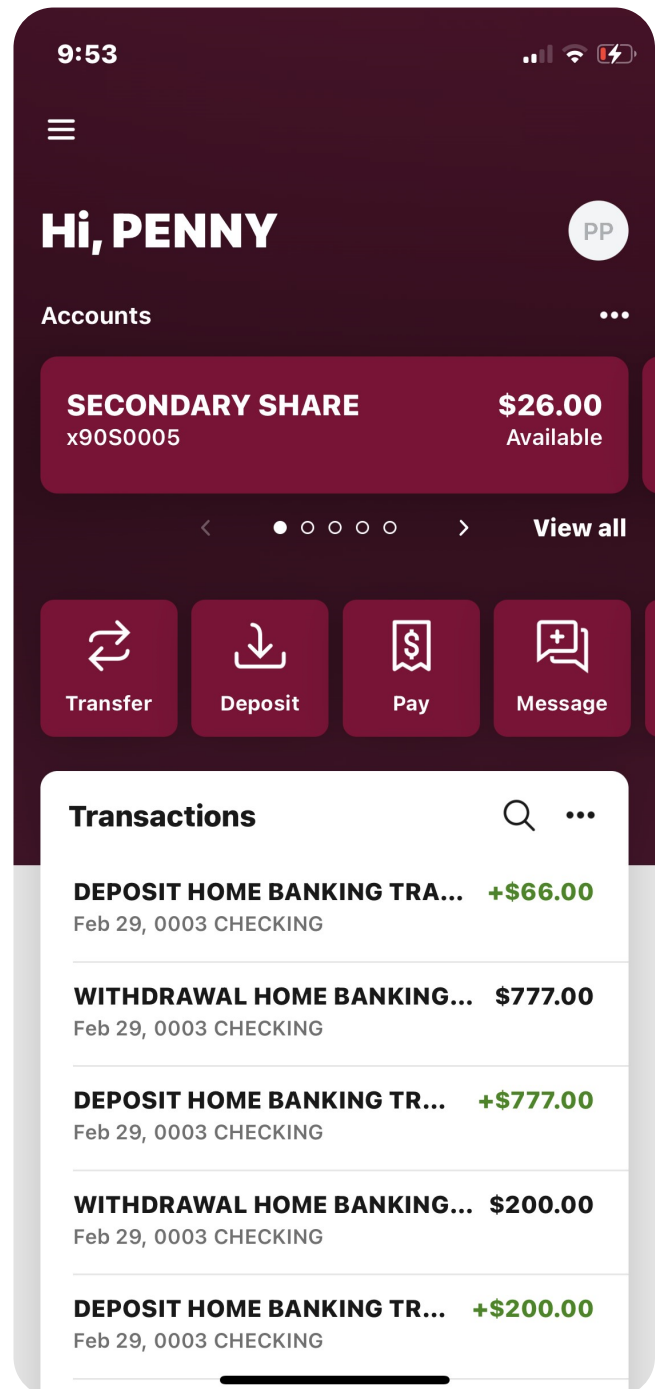 9:53
Hi, PENNY
PP
Accounts
SECONDARY SHARE $26.00
x90S0005 Available
View all
Transfer Deposit Pay Message
Transactions
DEPOSIT HOME BANKING TRA... +$66.00
Feb 29, 0003 CHECKING
WITHDRAWAL HOME BANKING... $777.00
Feb 29, 0003 CHECKING
DEPOSIT HOME BANKING TR... +$777.00
Feb 29, 0003 CHECKING
WITHDRAWAL HOME BANKING... $200.00
Feb 29, 0003 CHECKING
DEPOSIT HOME BANKING TR... +$200.00
Feb 29, 0003 CHECKING